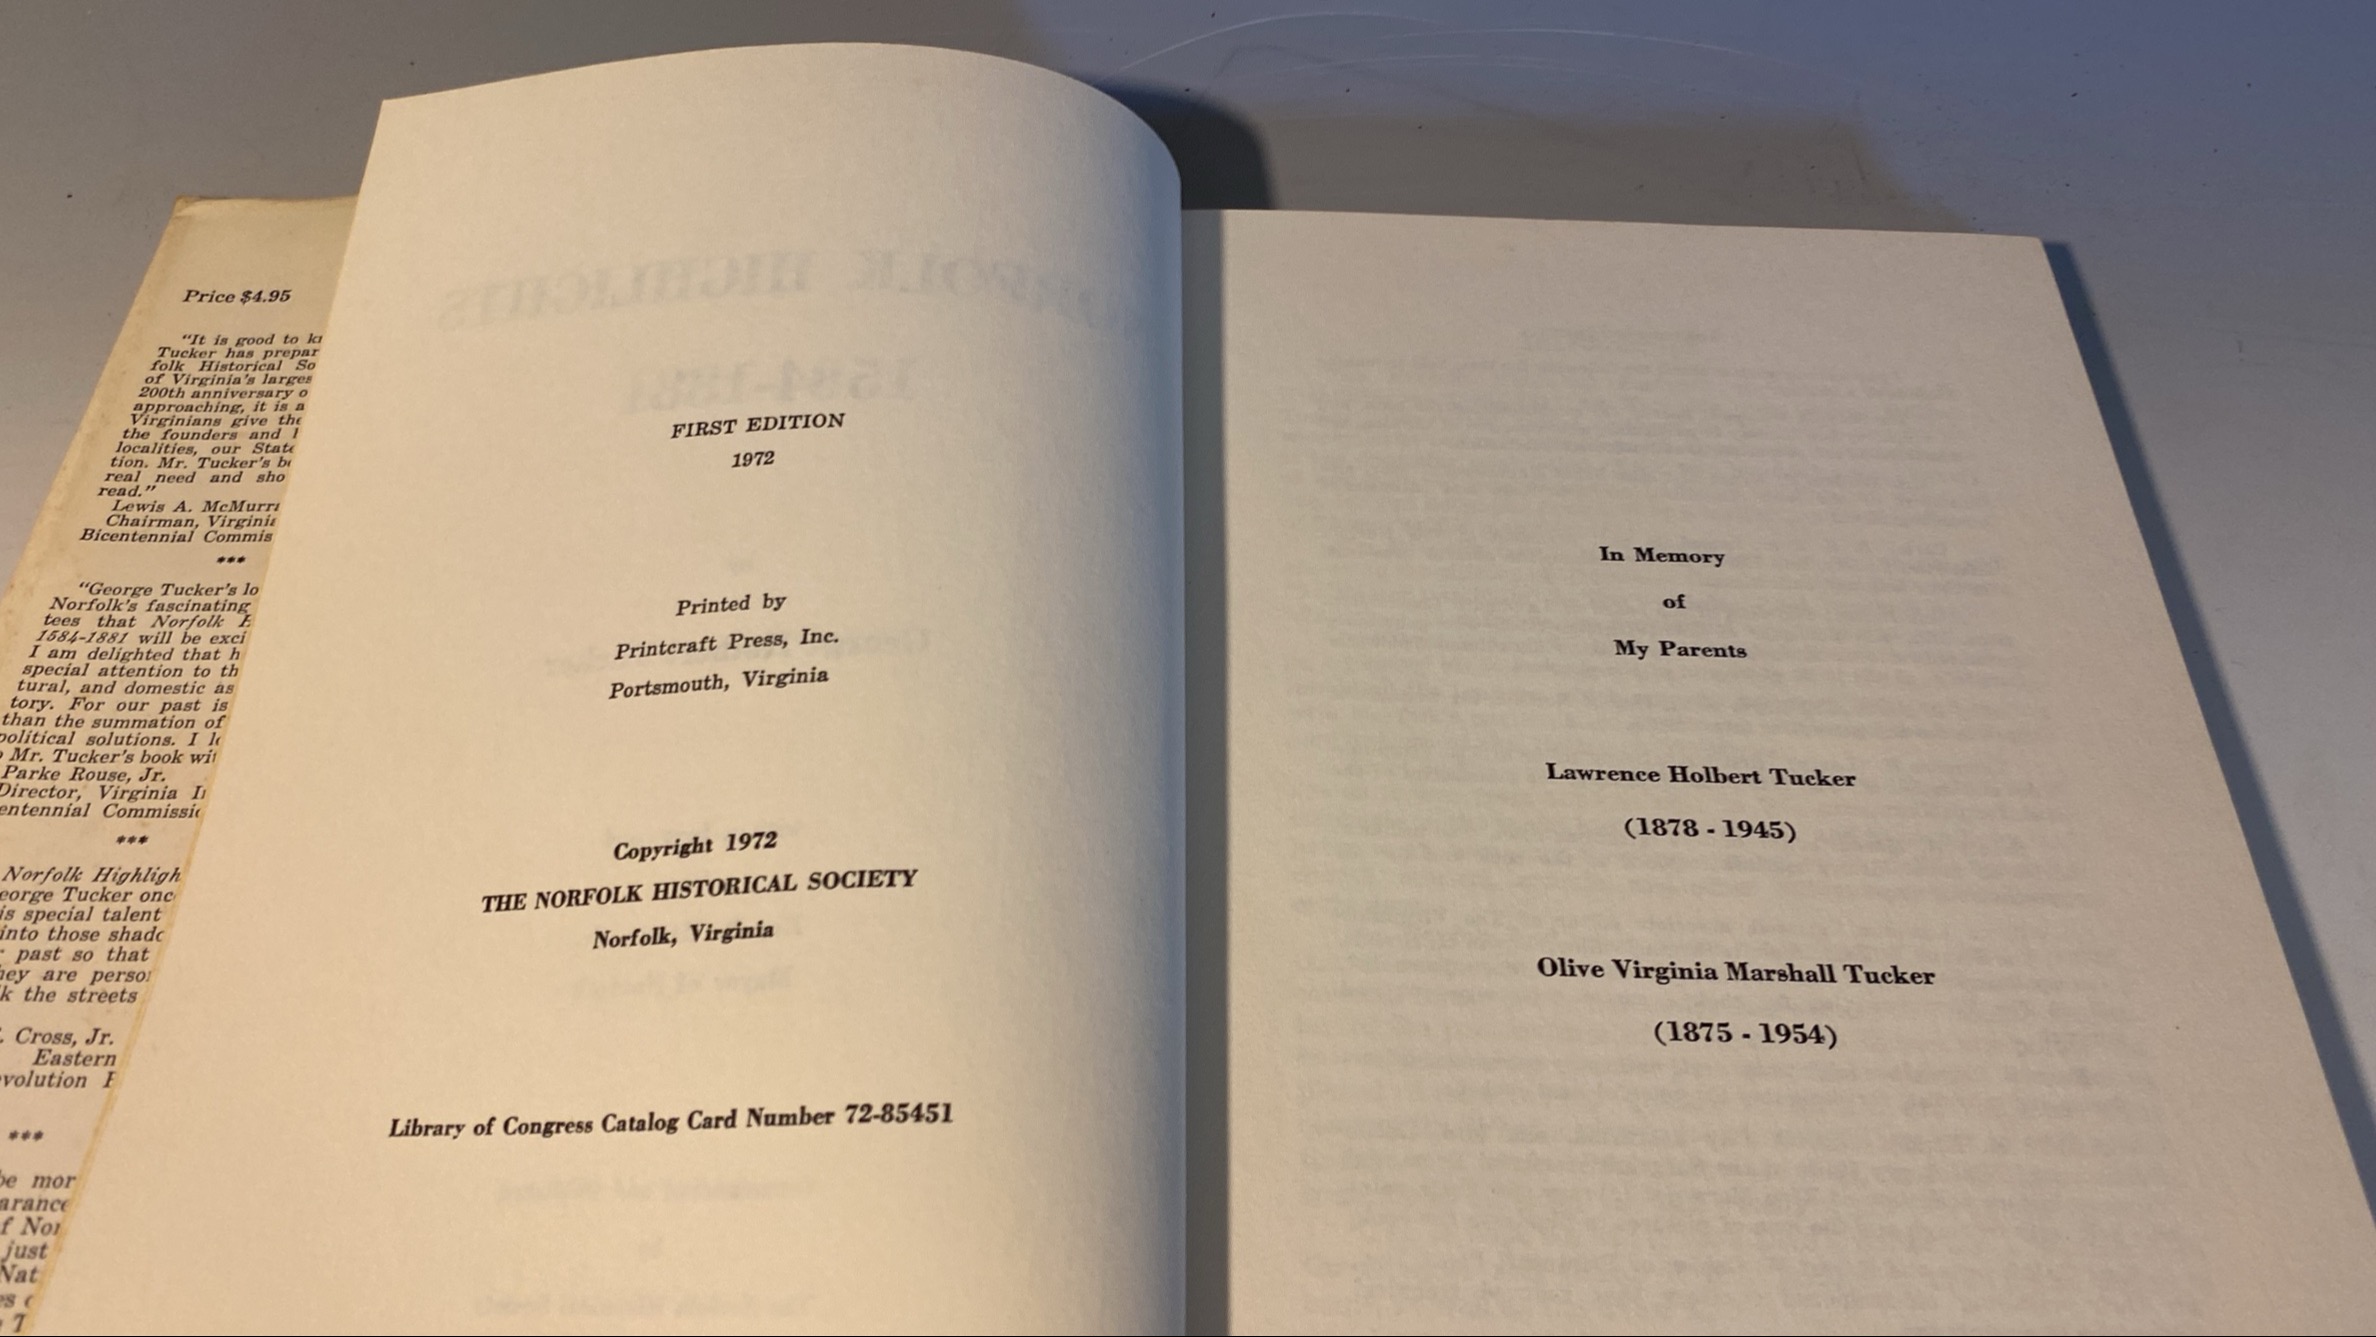 Price $4.95
"It is good to
Tucker has
folk Historical
of Virginia's
200th anniversary
approaching, it is a
Virginians give
the founders and
localities, our
tion. Mr. Tucker's
real need and
read."
Lewis A.
Chairman,
Bicentennial
***
"George Tucker's
Norfolk's fascinating
tees that Norfolk
1584-1881 will be
I am delighted that
special attention to
tural, and domestic
tory. For our past is
than the summation of
political solutions. I
Mr. Tucker's book
Parke Rouse, Jr.
Director, Virginia
***
Norfolk
Tucker
special talent
into those
past so that
are
the streets
Cross, Jr.
Eastern
***
mor
just
FIRST EDITION
1972
Printed by
Printcraft Press, Inc.
Portsmouth, Virginia
Copyright 1972
THE NORFOLK HISTORICAL SOCIETY
Norfolk, Virginia
Library of Congress Catalog Card Number 72-85451
In Memory
of
My Parents
Lawrence Holbert Tucker
(1878 - 1945)
Olive Virginia Marshall Tucker
(1875 - 1954)